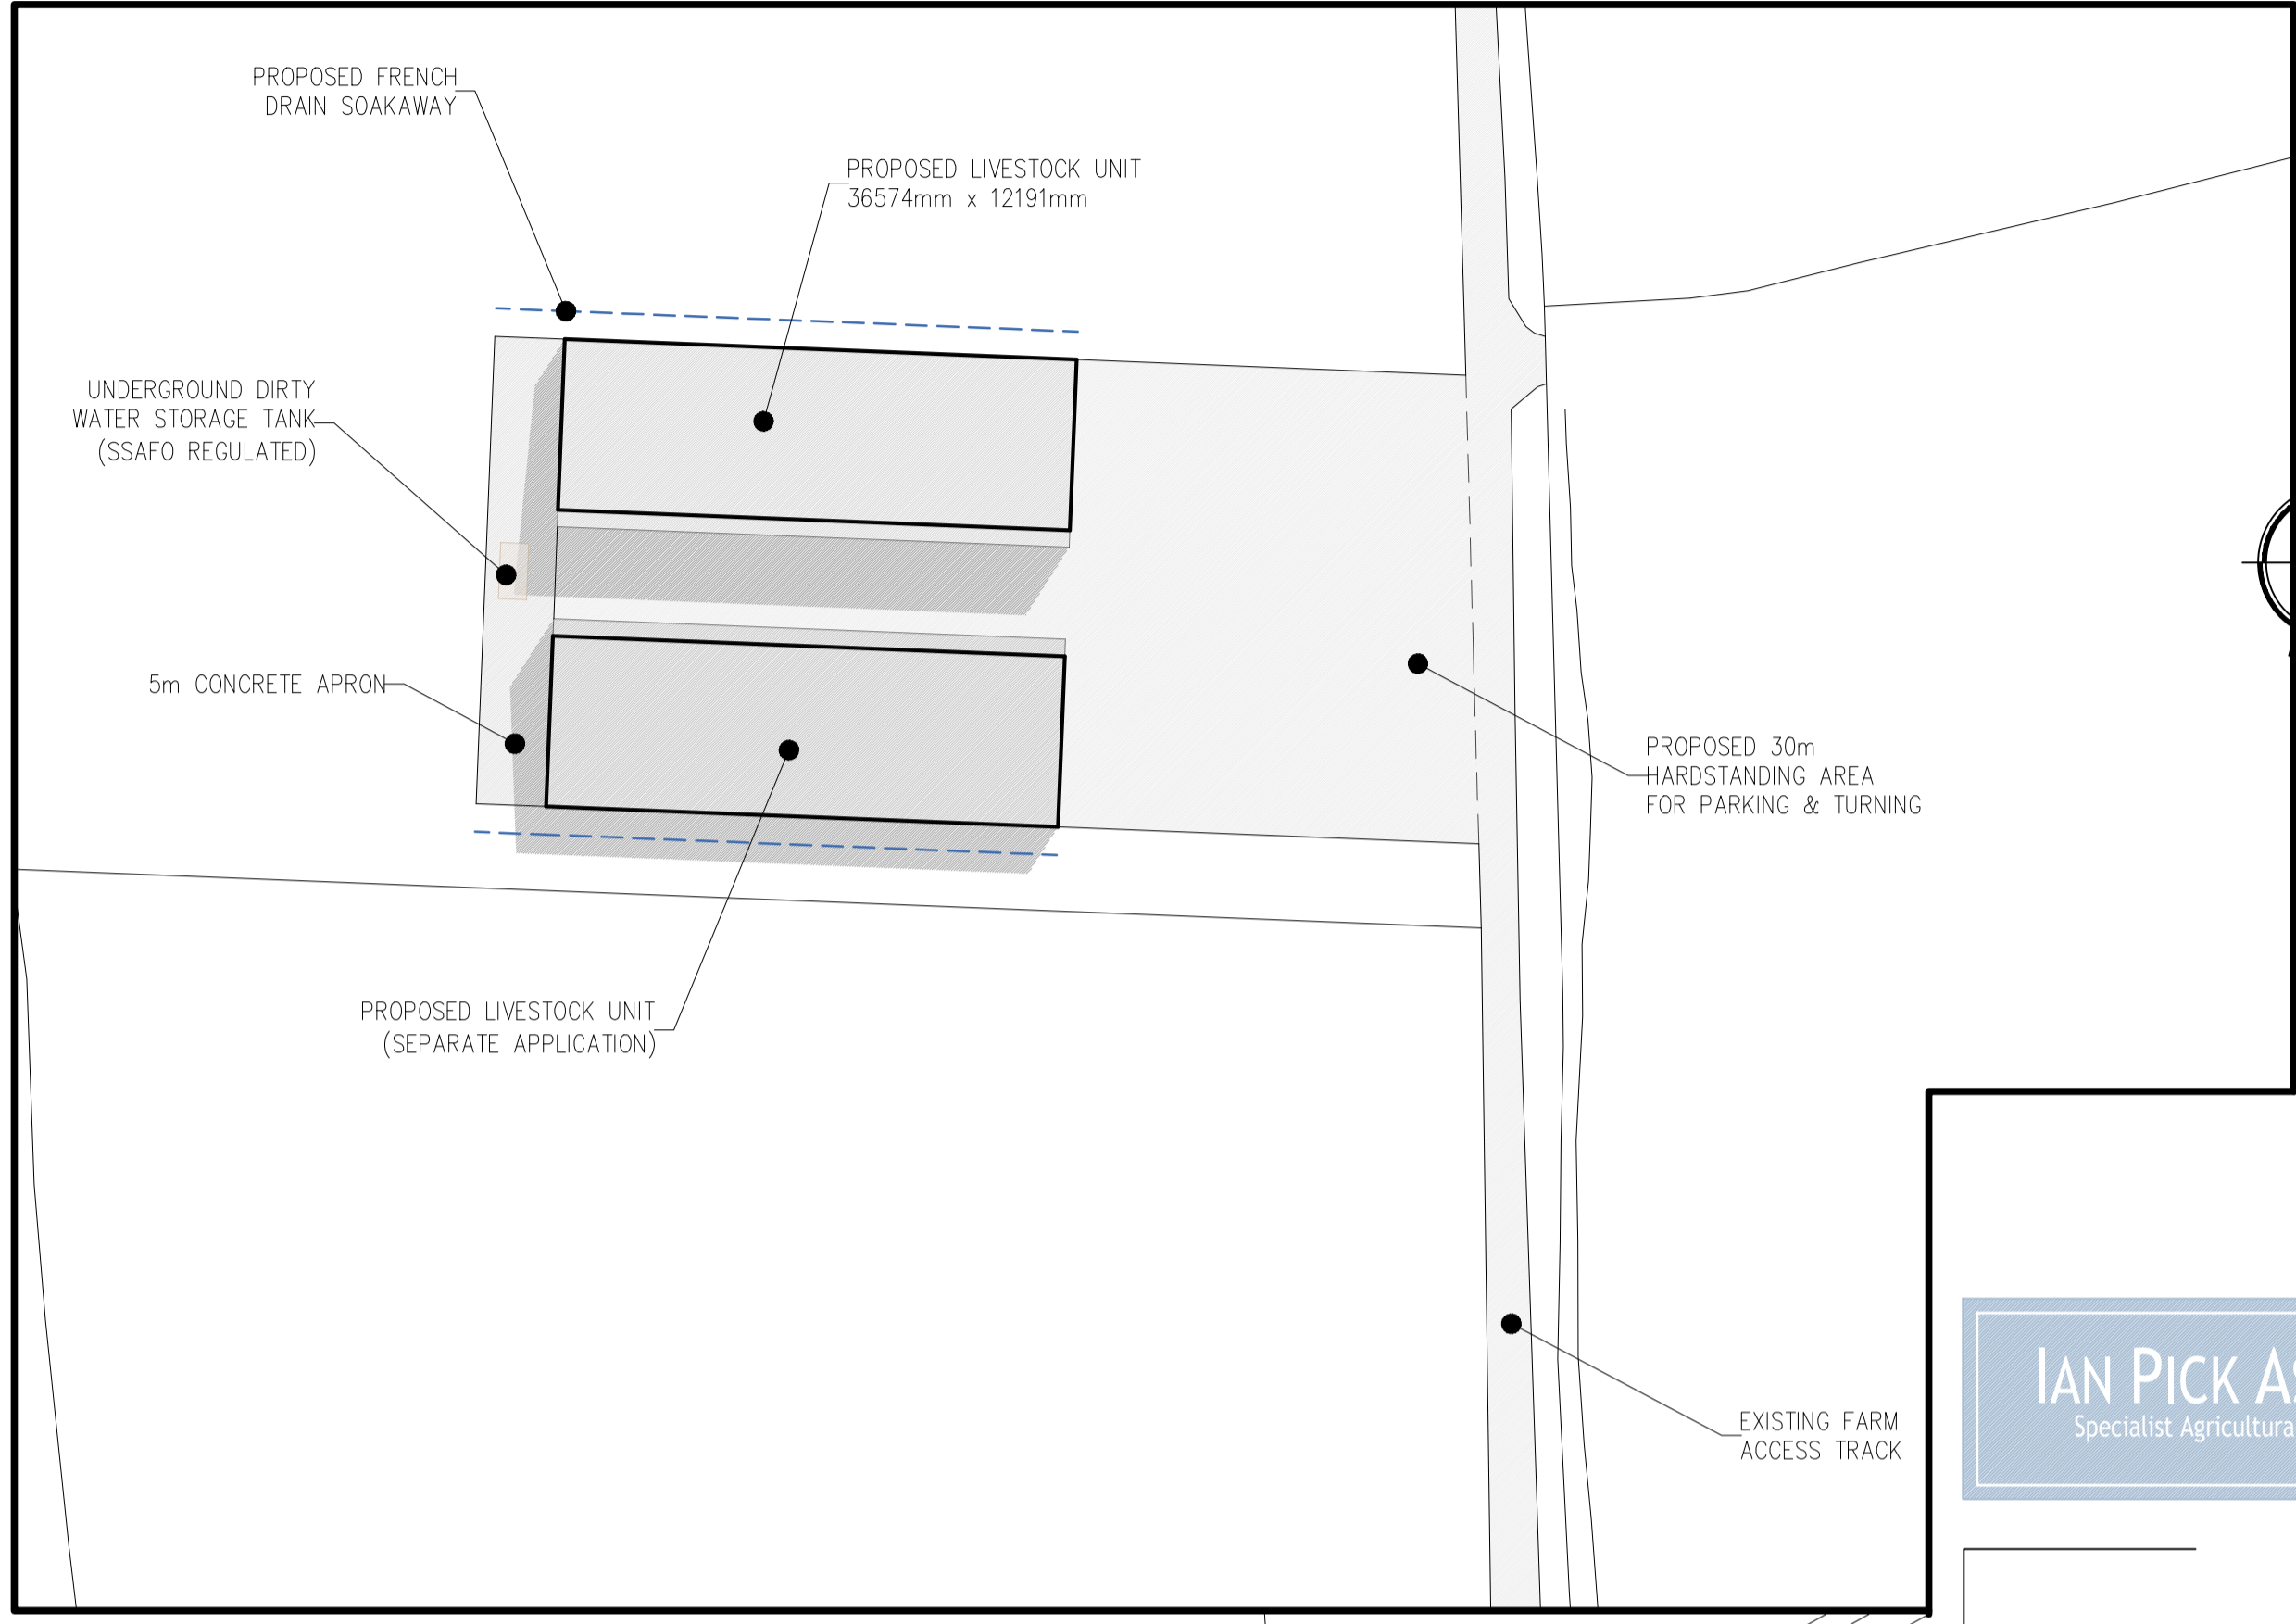 PROPOSED FRENCH
DRAIN SOAKAWAY
PROPOSED LIVESTOCK UNIT
36574mm x 12191mm
UNDERGROUND DIRTY
WATER STORAGE TANK
(SSAFO REGULATED)
5m CONCRETE APRON
PROPOSED 30m
HARDSTANDING AREA
FOR PARKING & TURNING
PROPOSED LIVESTOCK UNIT
(SEPARATE APPLICATION)
EXISTING FARM
ACCESS TRACK
IAN PICK
Specialist